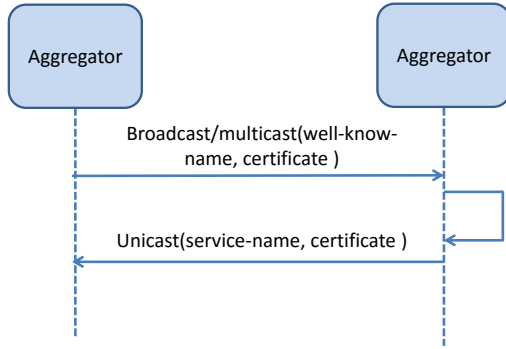 Aggregator
Aggregator
Broadcast/multicast(well-know-
name, certificate )
Unicast(service-name, certificate )